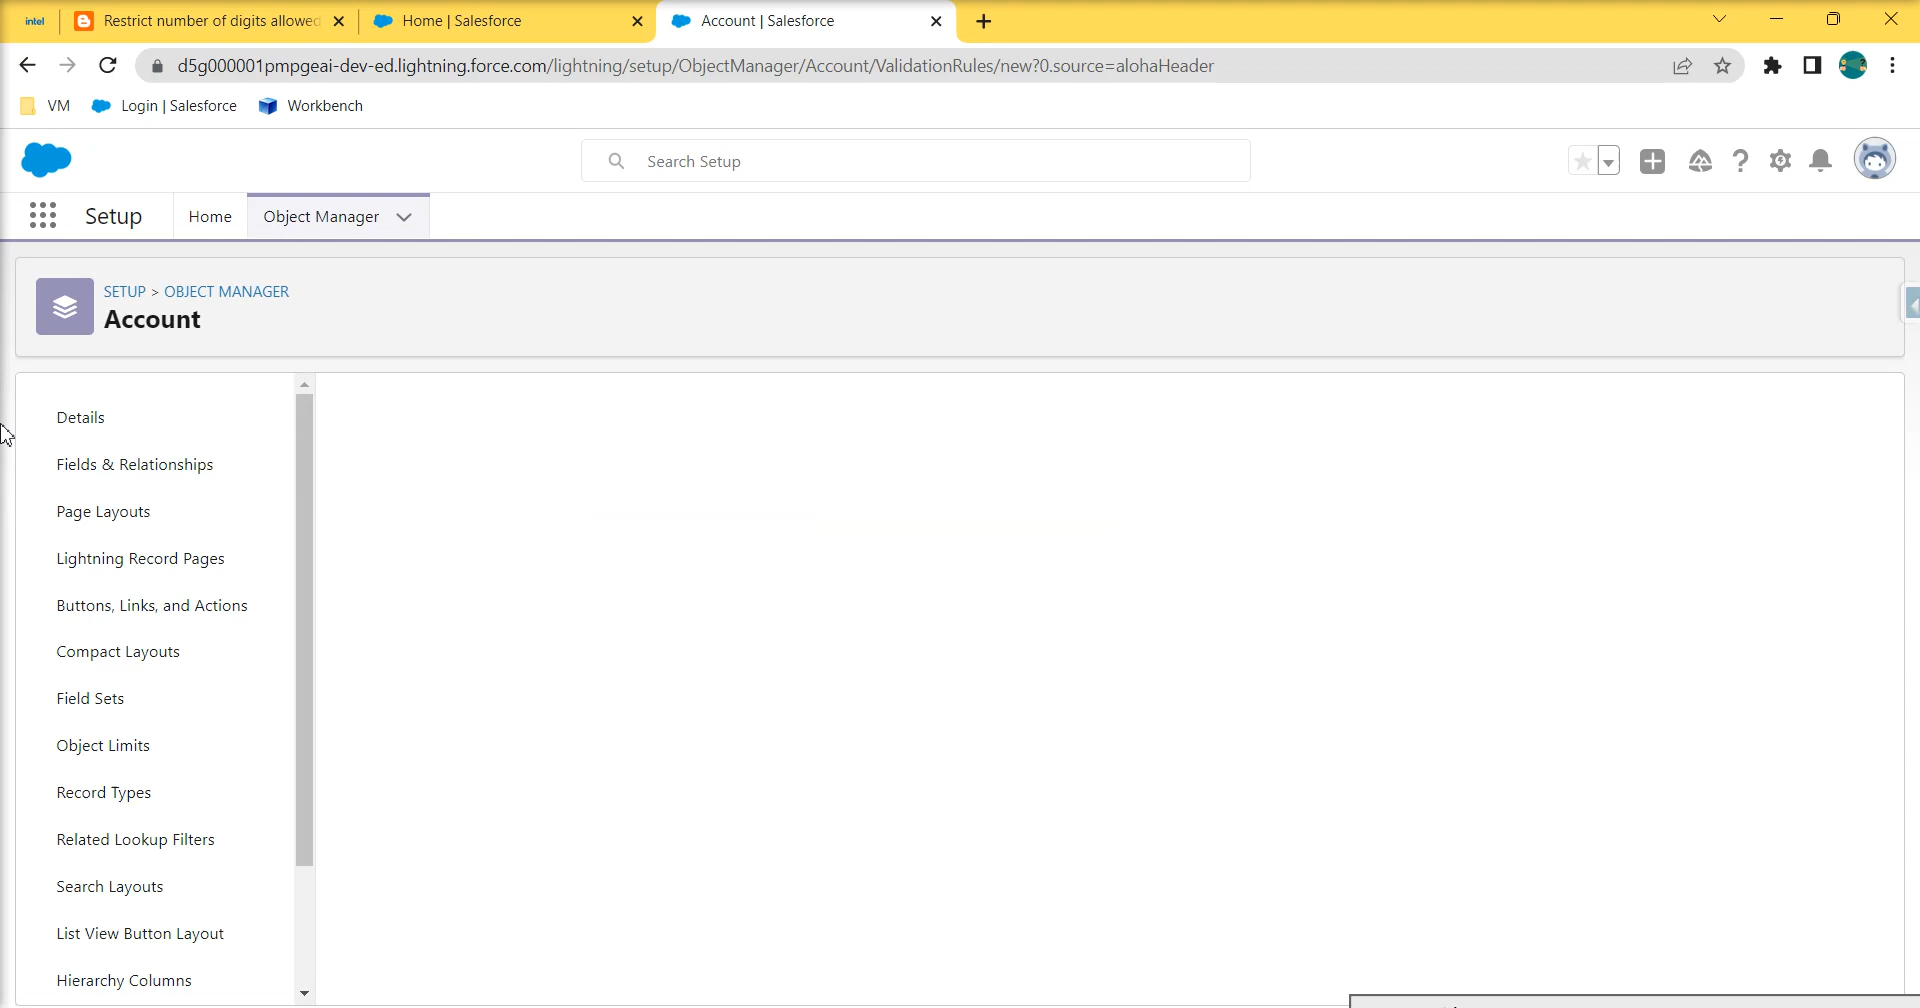 intel
Restrict number of digits allowed
Home | Salesforce
Account | Salesforce
d5g000001pmpgeai-dev-ed.lightning.force.com/lightning/setup/ObjectManager/Account/ValidationRules/new?0.source=alohaHeader
VM
Login | Salesforce
Workbench
Search Setup
Setup
Home
Object Manager
SETUP > OBJECT MANAGER
Account
Details
Fields & Relationships
Page Layouts
Lightning Record Pages
Buttons, Links, and Actions
Compact Layouts
Field Sets
Object Limits
Record Types
Related Lookup Filters
Search Layouts
List View Button Layout
Hierarchy Columns